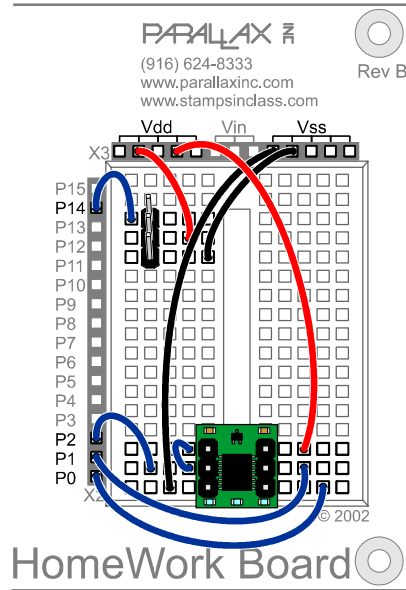 PARALLAX INC
(916) 624-8333
www.parallaxinc.com
www.stampsinclass.com
Rev B
Vdd Vin Vss
X3
P15
P14
P13
P12
P11
P10
P9
P8
P7
P6
P5
P4
P3
P2
P1
P0
X2
© 2002
HomeWork Board